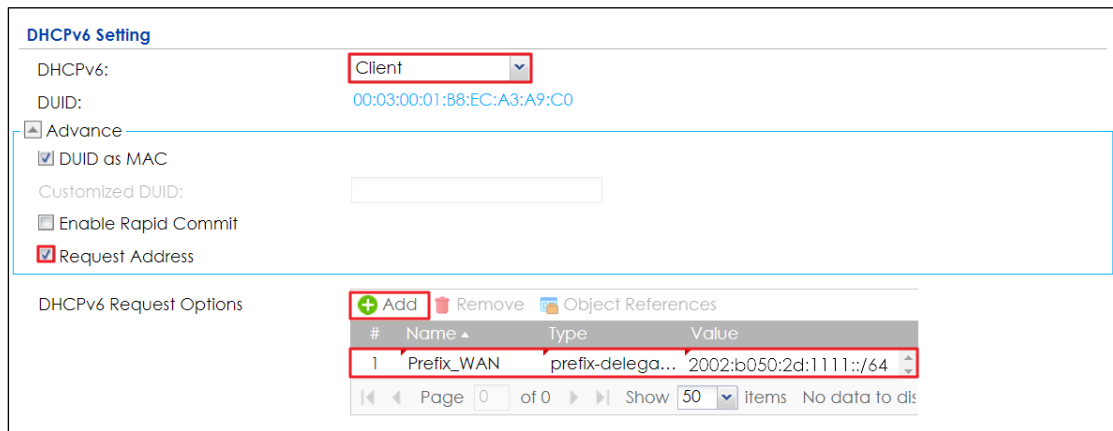 DHCPv6 Setting
DHCPv6: Client
DUID: 00:03:00:01:B8:EC:A3:A9:C0
Advance
DUID as MAC
Customized DUID:
Enable Rapid Commit
Request Address
DHCPv6 Request Options Add Remove Object References
# Name Type Value
1 Prefix_WAN prefix-delega... 2002:b050:2d:1111::/64
Page 0 of 0 Show 50 items No data to dis